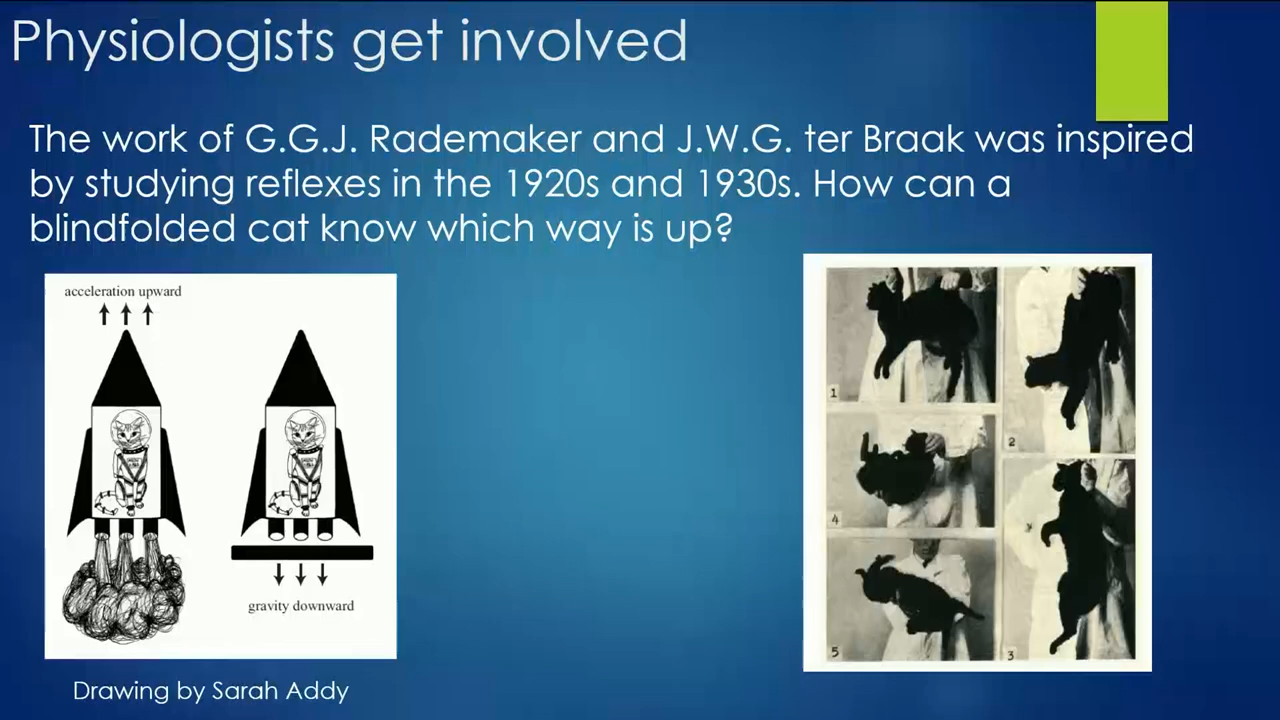 Physiologists get involved
The work of G.G.J. Rademaker and J.W.G. ter Braak was inspired
by studying reflexes in the 1920s and 1930s. How can a
blindfolded cat know which way is up?
acceleration upward
gravity downward
Drawing by Sarah Addy
1
2
4
5
3